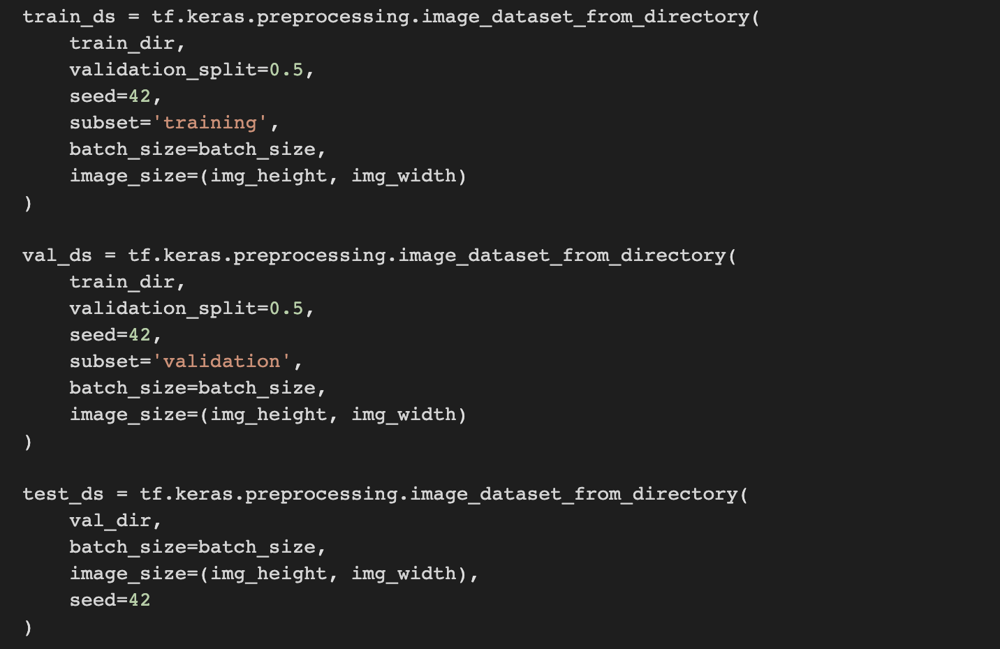 train_ds = tf.keras.preprocessing.image_dataset_from_directory(
    train_dir,
    validation_split=0.5,
    seed=42,
    subset='training',
    batch_size=batch_size,
    image_size=(img_height, img_width)
)

val_ds = tf.keras.preprocessing.image_dataset_from_directory(
    train_dir,
    validation_split=0.5,
    seed=42,
    subset='validation',
    batch_size=batch_size,
    image_size=(img_height, img_width)
)

test_ds = tf.keras.preprocessing.image_dataset_from_directory(
    val_dir,
    batch_size=batch_size,
    image_size=(img_height, img_width),
    seed=42
)